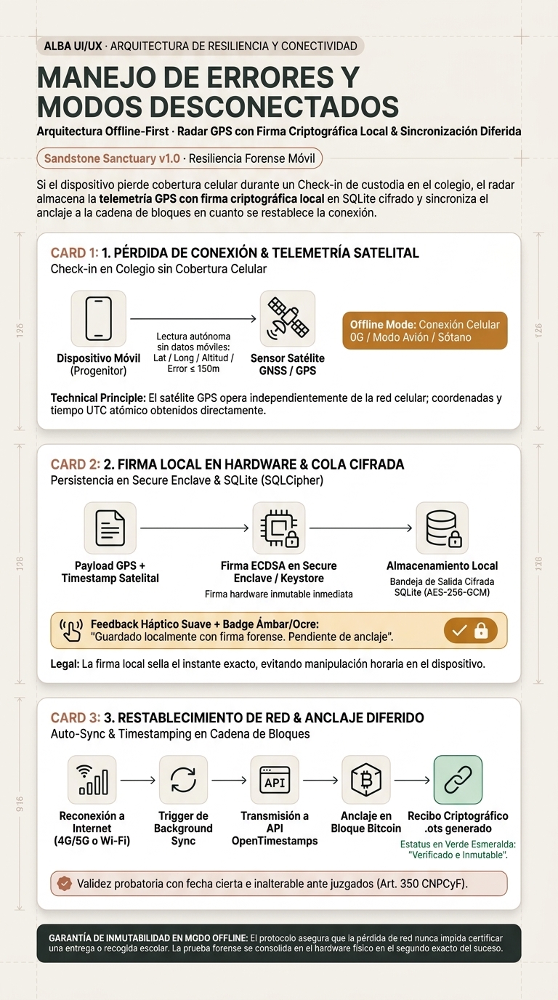 ALBA UI/UX · ARQUITECTURA DE RESILIENCIA Y CONECTIVIDAD
MANEJO DE ERRORES Y
MODOS DESCONECTADOS
Arquitectura Offline-First · Radar GPS con Firma Criptográfica Local & Sincronización Diferida
Sandstone Sanctuary v1.0 · Resiliencia Forense Móvil
Si el dispositivo pierde cobertura celular durante un Check-in de custodia en el colegio, el radar
almacena la telemetría GPS con firma criptográfica local en SQLite cifrado y sincroniza el
anclaje a la cadena de bloques en cuanto se restablece la conexión.
CARD 1: 1. PÉRDIDA DE CONEXIÓN & TELEMETRÍA SATELITAL
Check-in en Colegio sin Cobertura Celular
Dispositivo Móvil
(Progenitor)
Lectura autónoma
sin datos móviles:
Lat / Long / Altitud /
Error ≤ 150m
Sensor Satélite
GNSS / GPS
Offline Mode: Conexión Celular
0G / Modo Avión / Sótano
Technical Principle: El satélite GPS opera independientemente de la red celular; coordenadas y
tiempo UTC atómico obtenidos directamente.
CARD 2: 2. FIRMA LOCAL EN HARDWARE & COLA CIFRADA
Persistencia en Secure Enclave & SQLite (SQLCipher)
Payload GPS +
Timestamp Satelital
Firma ECDSA en Secure
Enclave / Keystore
Firma hardware inmutable inmediata
Almacenamiento Local
Bandeja de Salida Cifrada
SQLite (AES-256-GCM)
Feedback Háptico Suave + Badge Ámbar/Ocre:
"Guardado localmente con firma forense. Pendiente de anclaje".
Legal: La firma local sella el instante exacto, evitando manipulación horaria en el dispositivo.
CARD 3: 3. RESTABLECIMIENTO DE RED & ANCLAJE DIFERIDO
Auto-Sync & Timestamping en Cadena de Bloques
Reconexión a
Internet
(4G/5G o Wi-Fi)
Trigger de
Background
Sync
API
Transmisión a
API
OpenTimestamps
Anclaje en
Bloque Bitcoin
Recibo Criptográfico
.ots generado
Estatus en Verde Esmeralda:
"Verificado e Inmutable".
Validez probatoria con fecha cierta e inalterable ante juzgados (Art. 350 CNPCyF).
GARANTÍA DE INMUTABILIDAD EN MODO OFFLINE: El protocolo asegura que la pérdida de red nunca impida certificar
una entrega o recogida escolar. La prueba forense se consolida en el hardware físico en el segundo exacto del suceso.